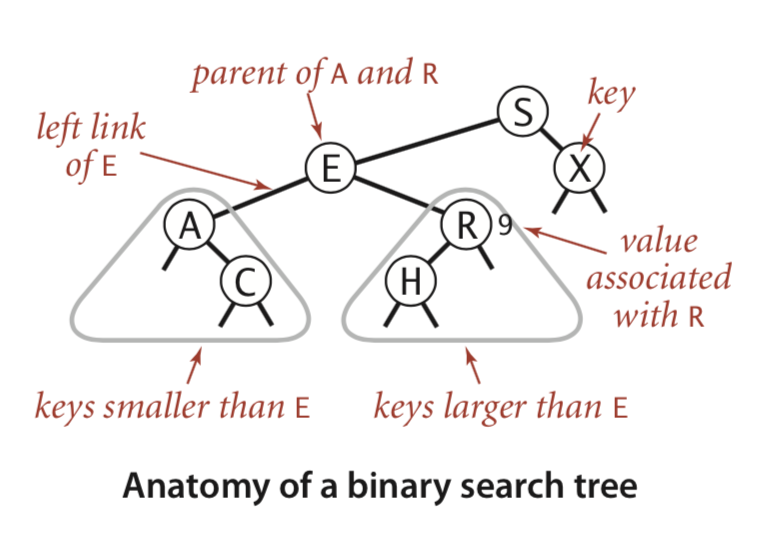 parent of A and R
S
key
left link
of E
E
X
A
R 9
value
associated
with R
C
H
keys smaller than E
keys larger than E
Anatomy of a binary search tree